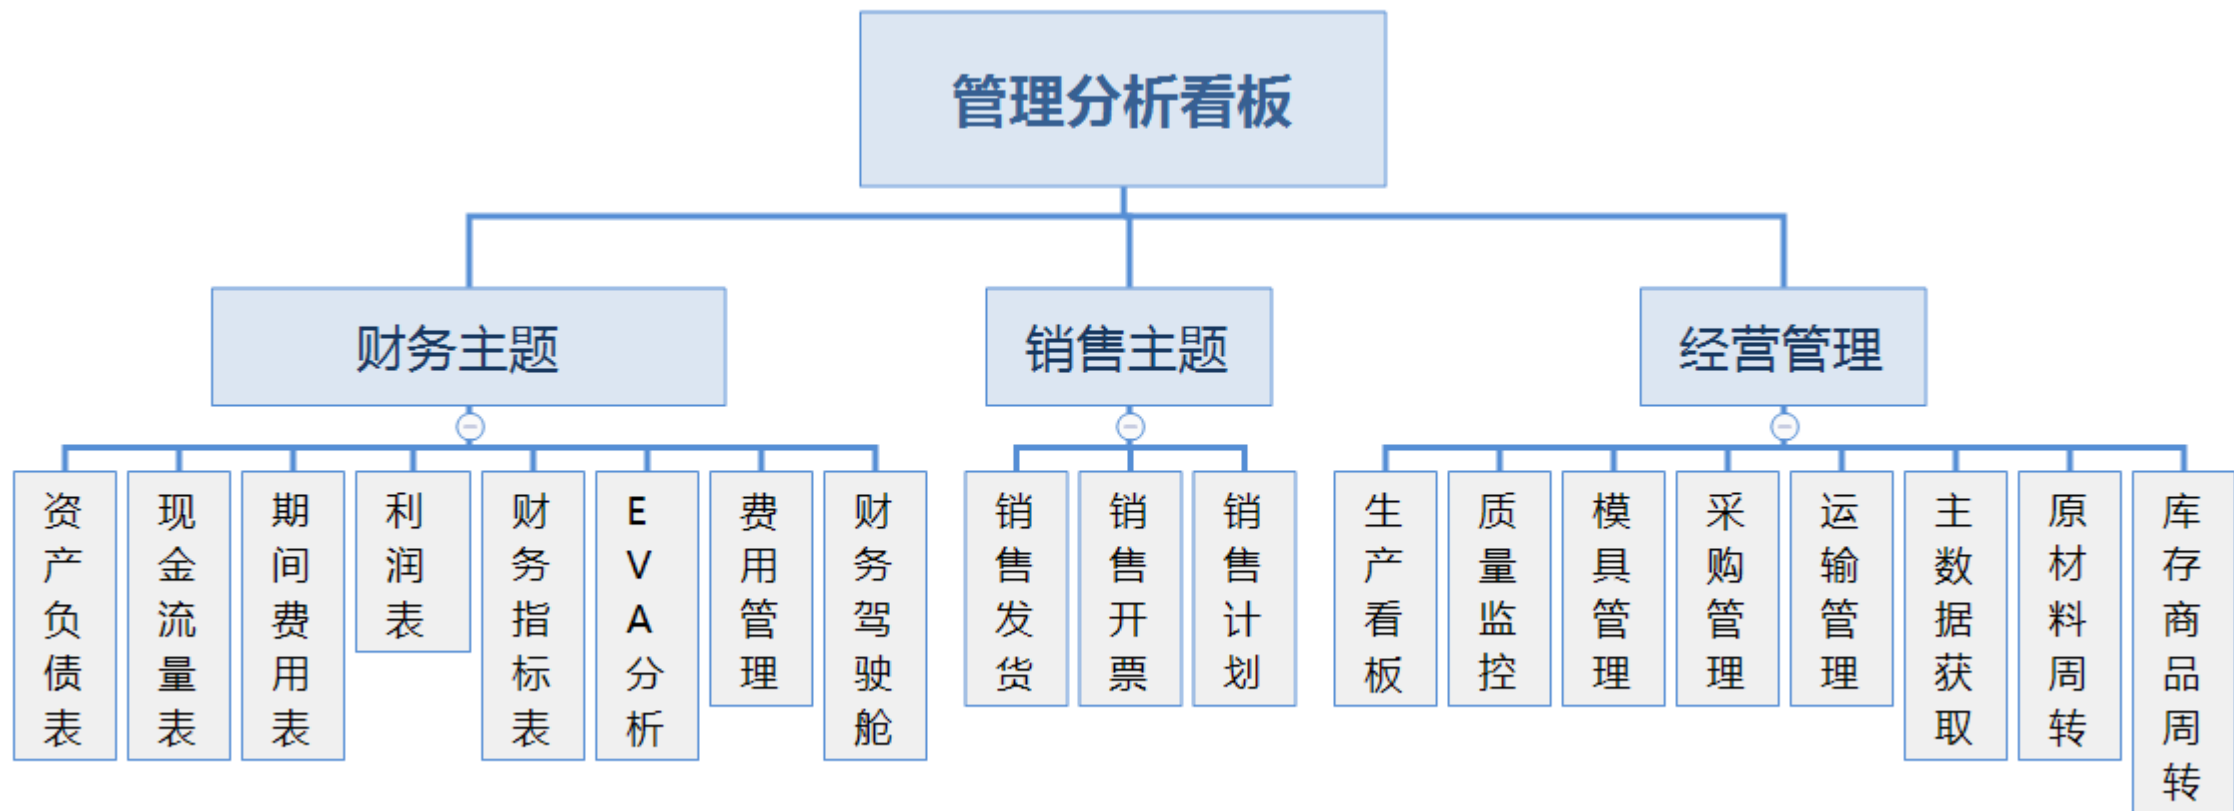 管理分析看板
财务主题
销售主题
经营管理
资产负债表
现金流量表
期间费用表
利润表
财务指标表
EVA分析
费用管理
财务驾驶舱
销售发货
销售开票
销售计划
生产看板
质量监控
模具管理
采购管理
运输管理
主数据获取
原材料周转
库存商品周转